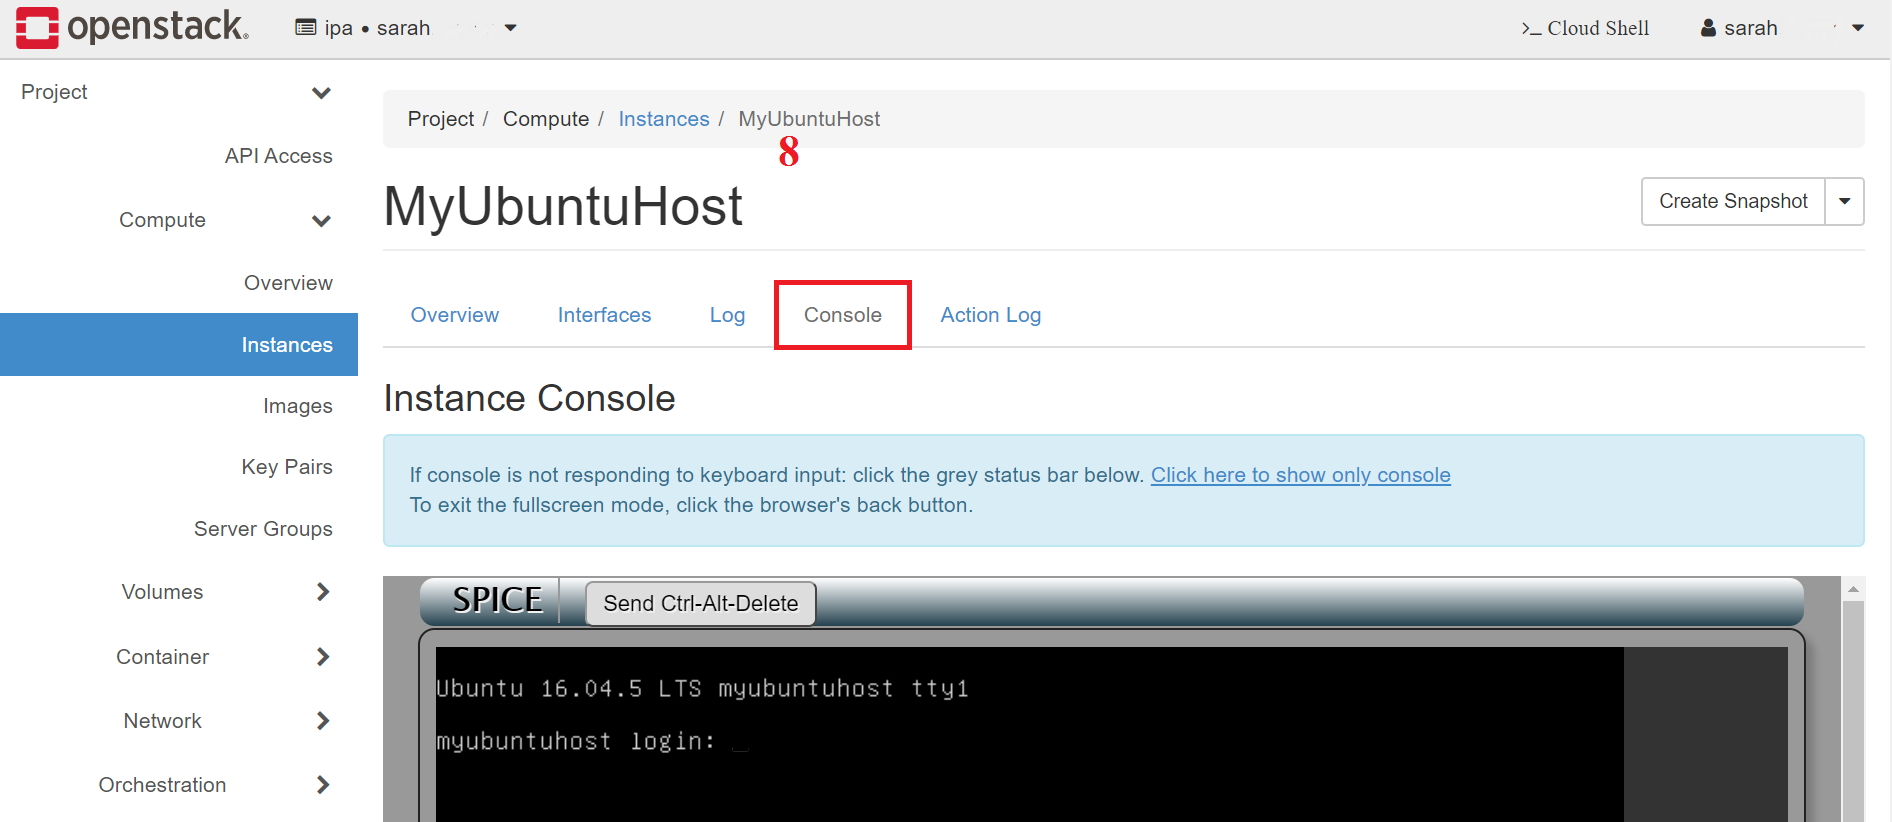 openstack.
ipa • sarah
>_ Cloud Shell
sarah
Project
API Access
Compute
Overview
Instances
Images
Key Pairs
Server Groups
Volumes
Container
Network
Orchestration
Project / Compute / Instances / MyUbuntuHost
8
MyUbuntuHost
Create Snapshot
Overview
Interfaces
Log
Console
Action Log
Instance Console
If console is not responding to keyboard input: click the grey status bar below. Click here to show only console
To exit the fullscreen mode, click the browser's back button.
SPICE
Send Ctrl-Alt-Delete
Ubuntu 16.04.5 LTS myubuntuhost tty1
myubuntuhost login: _